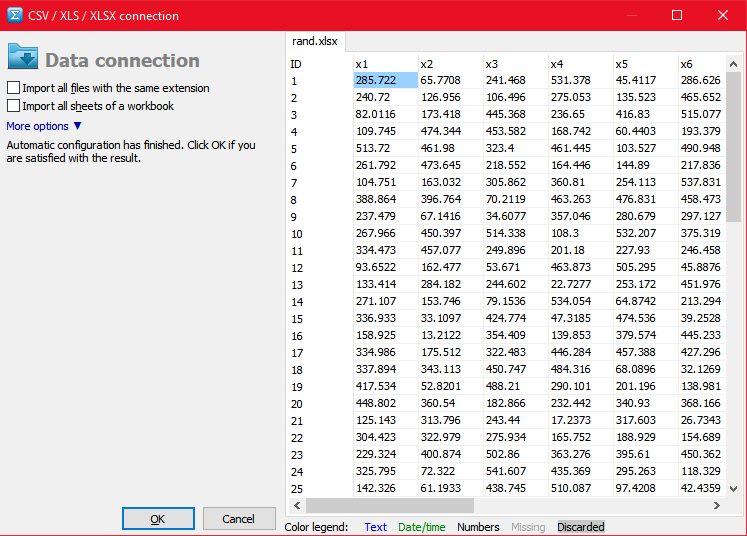 CSV / XLS / XLSX connection
Data connection
Import all files with the same extension
Import all sheets of a workbook
More options ▼
Automatic configuration has finished. Click OK if you
are satisfied with the result.
OK Cancel
rand.xlsx
ID x1 x2 x3 x4 x5 x6
1 285.722 65.7708 241.468 531.378 45.4117 286.626
2 240.72 126.956 106.496 275.053 135.523 465.652
3 82.0116 173.418 445.368 236.65 416.83 515.077
4 109.745 474.344 453.582 168.742 60.4403 193.379
5 513.72 461.98 323.4 461.445 103.527 490.948
6 261.792 473.645 218.552 164.446 144.89 217.836
7 104.751 163.032 305.862 360.81 254.113 537.831
8 388.864 396.764 70.2119 463.263 476.831 458.473
9 237.479 67.1416 34.6077 357.046 280.679 297.127
10 267.966 450.397 514.338 108.3 532.207 375.319
11 334.473 457.077 249.896 201.18 227.93 246.458
12 93.6522 162.477 53.671 463.873 505.295 45.8876
13 133.414 284.182 244.602 22.7277 253.172 451.976
14 271.107 153.746 79.1536 534.054 64.8742 213.294
15 336.933 33.1097 424.774 47.3185 474.536 39.2528
16 158.925 13.2122 354.409 139.853 379.574 445.233
17 334.986 175.512 322.483 446.284 457.388 427.296
18 337.894 343.113 450.747 484.316 68.0896 32.1269
19 417.534 52.8201 488.21 290.101 201.196 138.981
20 448.802 360.54 182.866 232.442 340.93 368.166
21 125.143 313.796 243.44 17.2373 317.603 26.7343
22 304.423 322.979 275.934 165.752 188.929 154.689
23 229.324 400.874 502.86 363.276 395.61 450.362
24 325.795 72.322 541.607 435.369 295.263 118.329
25 142.326 61.1933 438.745 510.087 97.4208 42.4359
Color legend: Text Date/time Numbers Missing Discarded